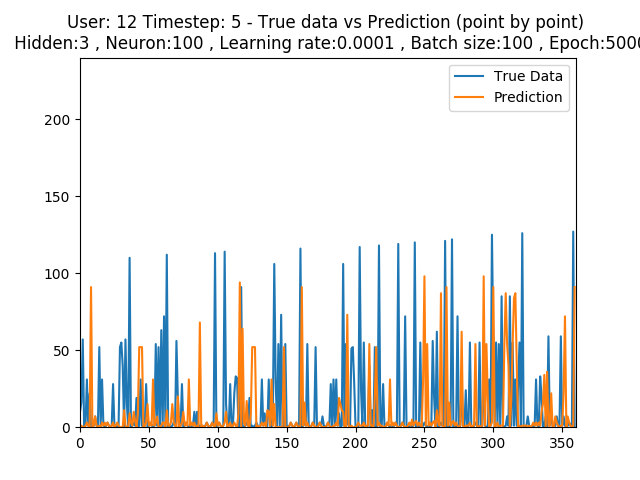 User: 12 Timestep: 5 - True data vs Prediction (point by point)
Hidden:3 , Neuron:100 , Learning rate:0.0001 , Batch size:100 , Epoch:5000
True Data
Prediction
200
150
100
50
0
0 50 100 150 200 250 300 350